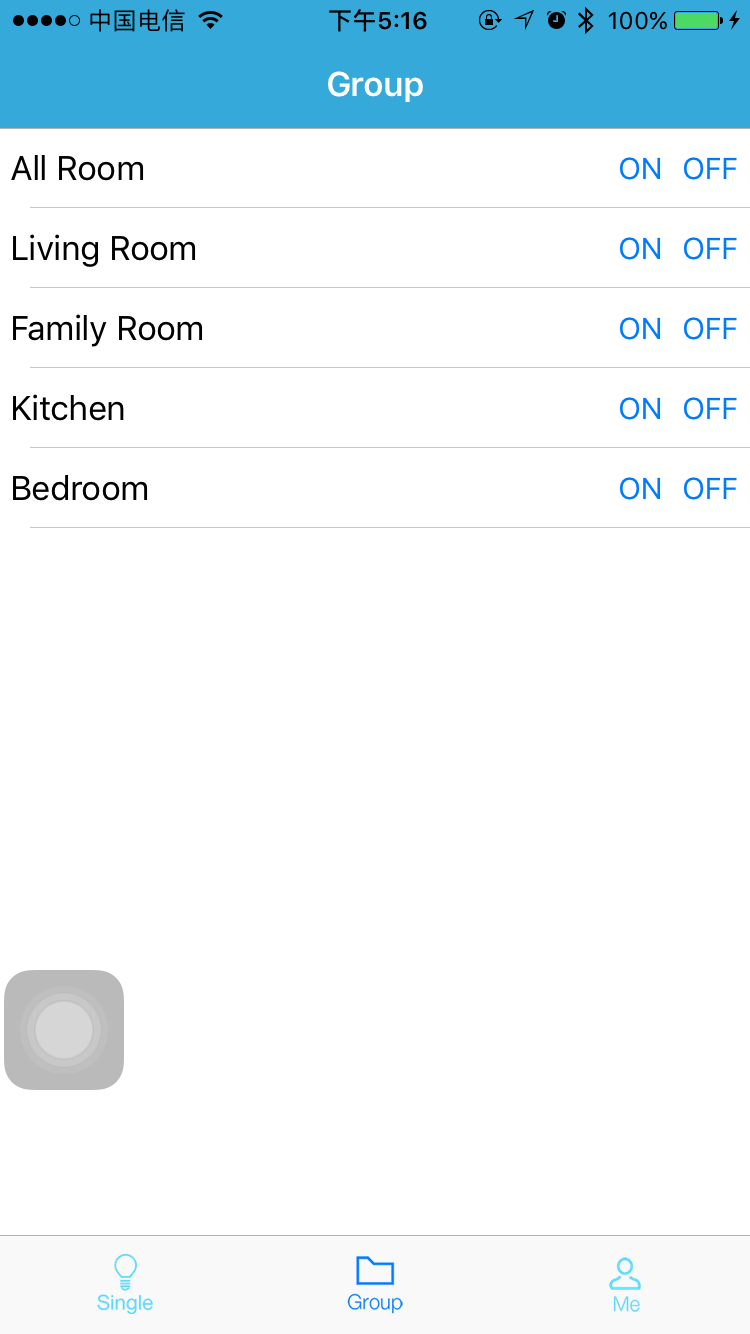 中国电信 下午5:16 100%
Group
All Room ON OFF
Living Room ON OFF
Family Room ON OFF
Kitchen ON OFF
Bedroom ON OFF
Single Group Me